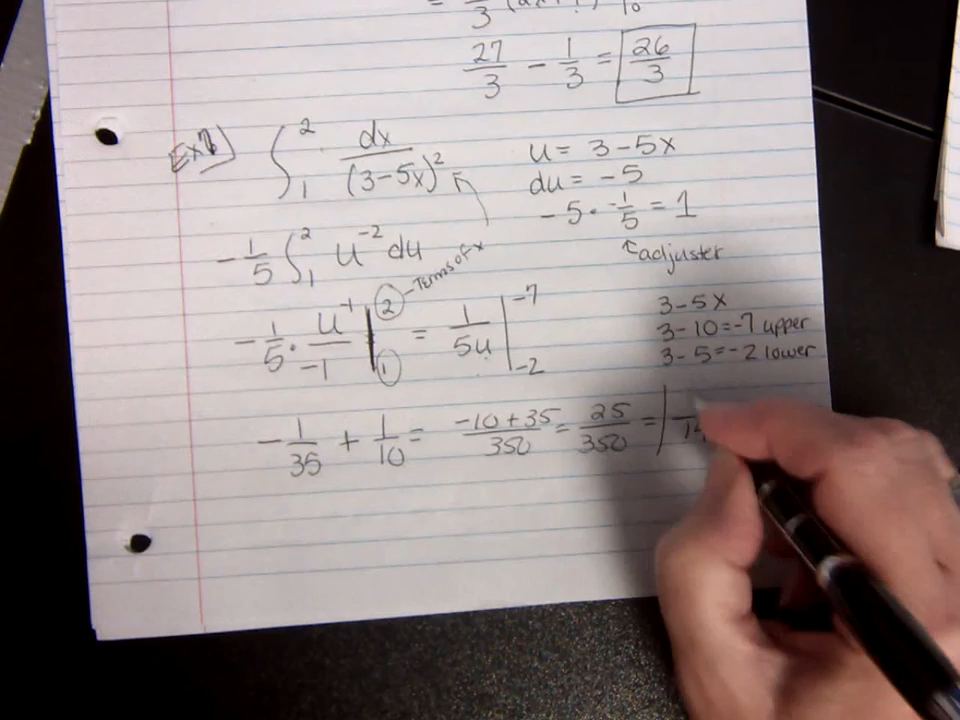 27/3 - 1/3 = 26/3
∫₁² dx/(3-5x)²
u = 3-5x
du = -5
-5 · -1/5 = 1
↖adjuster
-1/5 ∫₁² u⁻² du
-1/5 · u⁻¹/-1 |₁² = 1/5u |₋₂⁻⁷
Terms of x
3-5x
3-10=-7 upper
3-5=-2 lower
-1/35 + 1/10 = -10+35/350 = 25/350 =